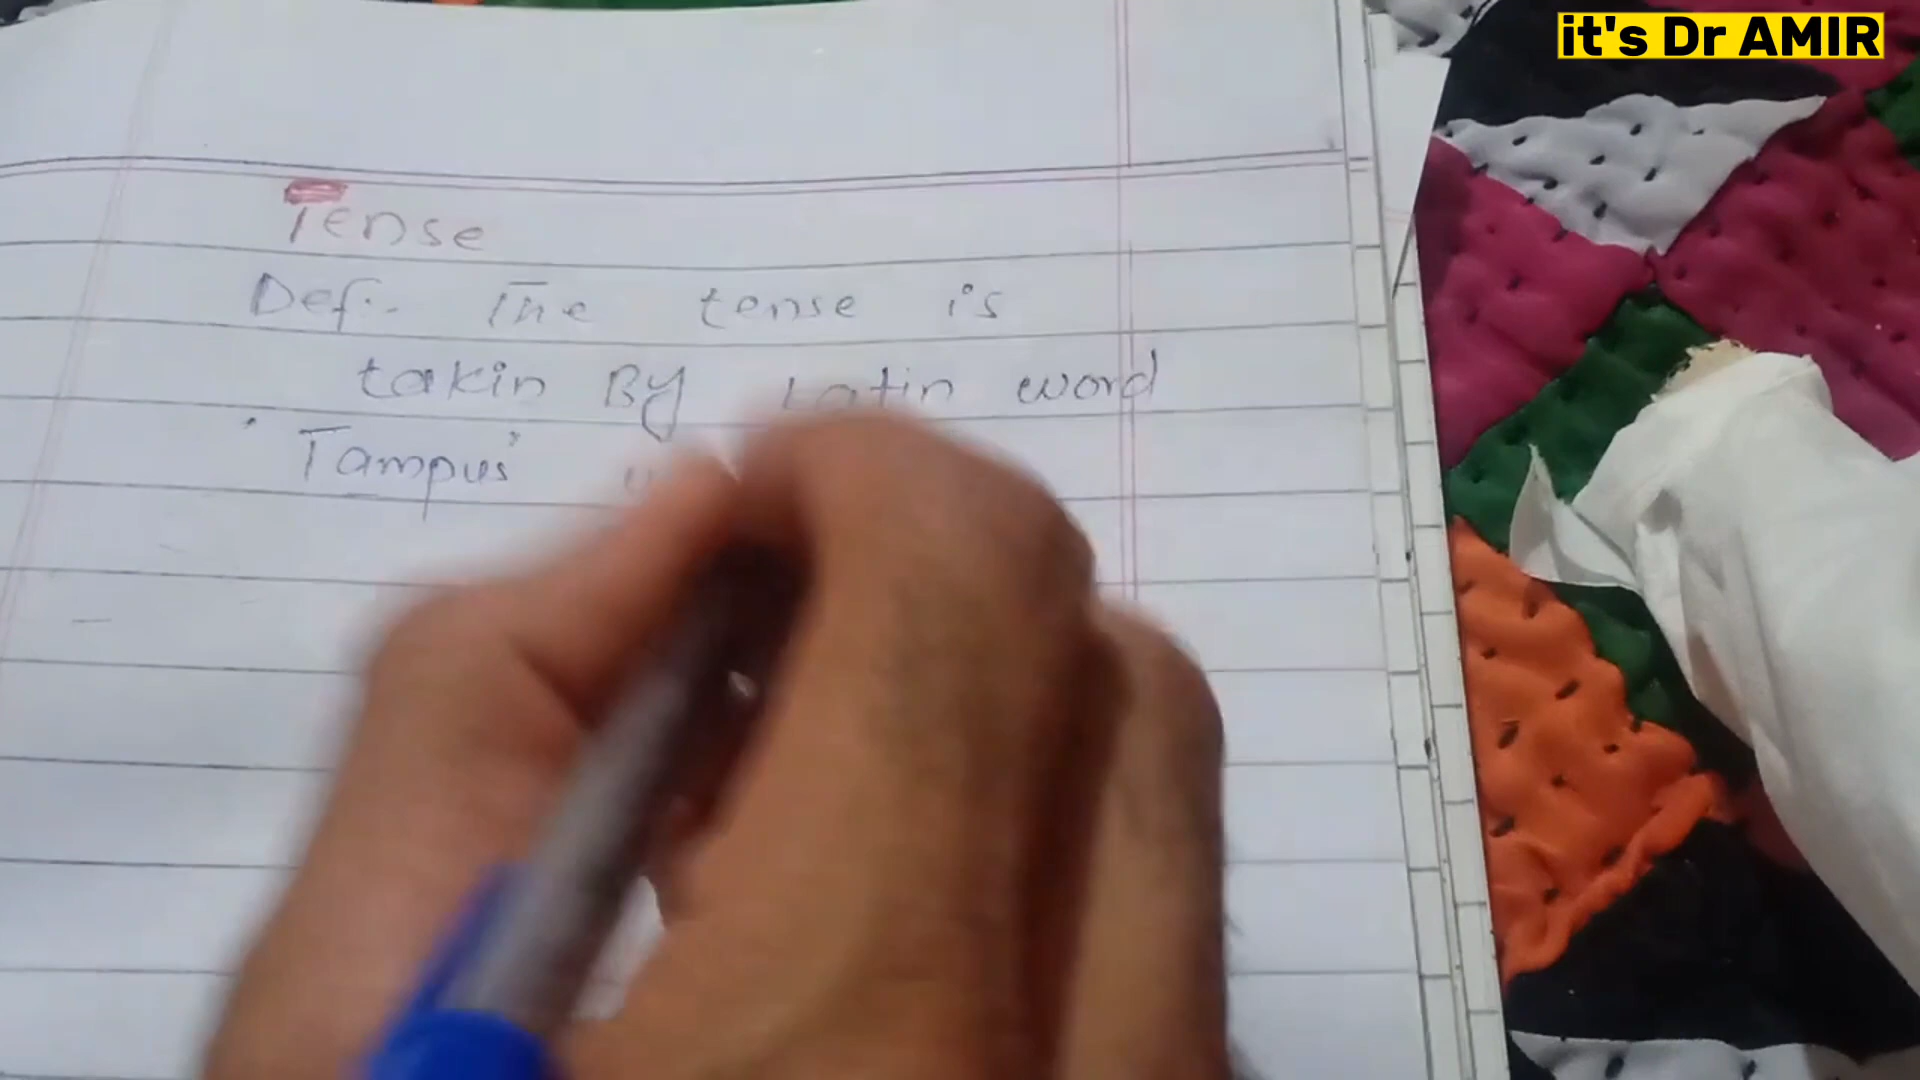 it's Dr AMIR
Tense
Def:- The tense is
takin By Latin word
"Tampus"